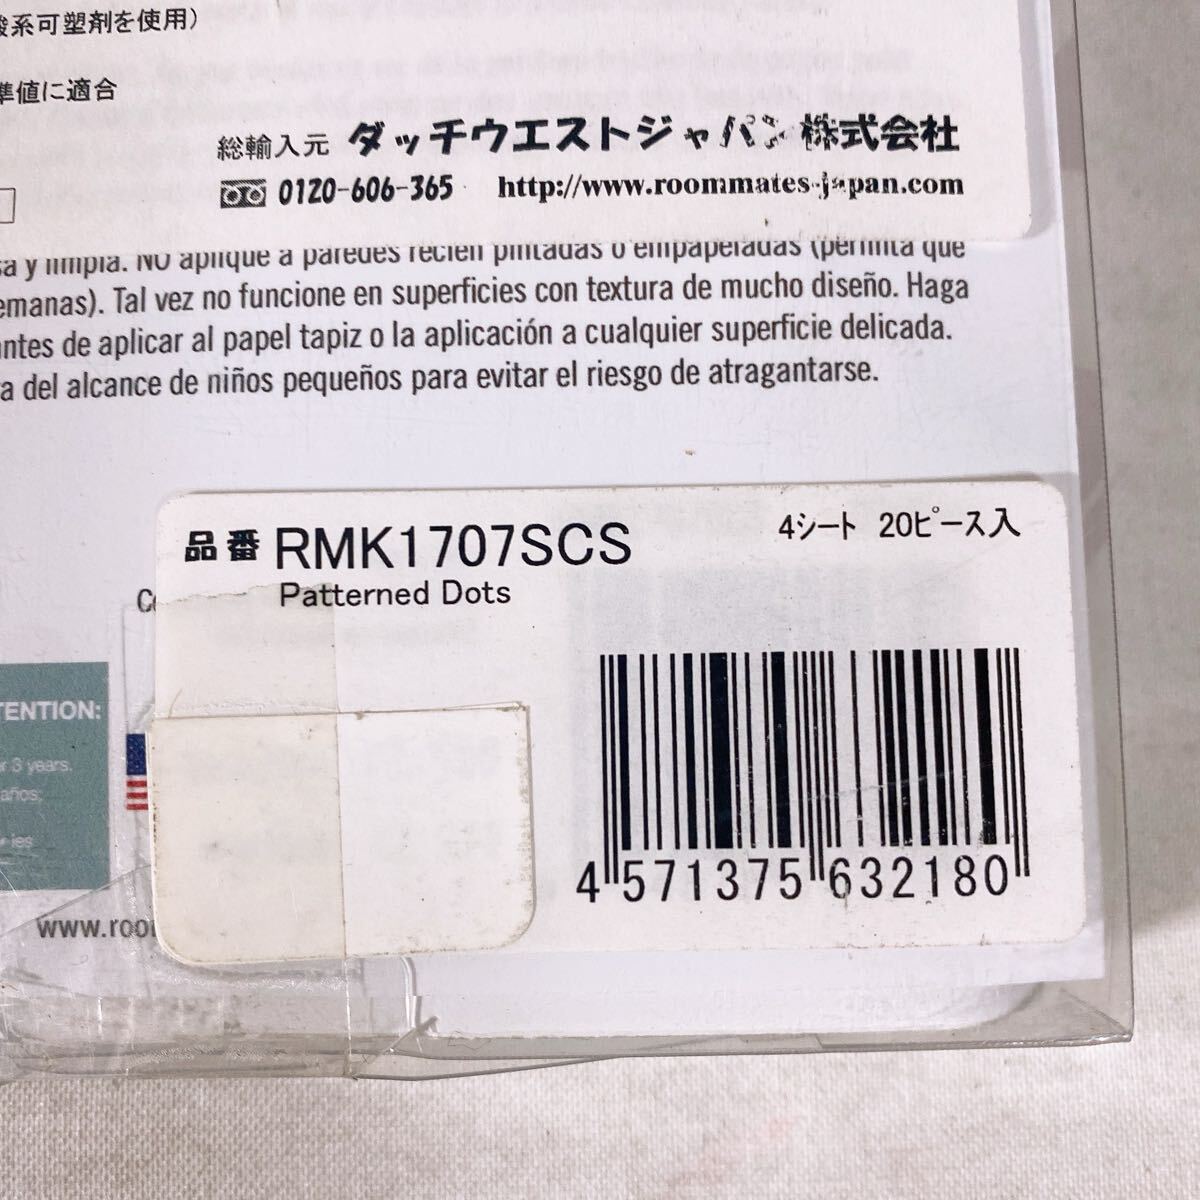 酸系可塑剤を使用）
準値に適合
総輸入元 ダッチウエストジャパン株式会社
0120-606-365 http://www.roommates-japan.com
sa y limpia. NO aplique a paredes recién pintadas o empapeladas (permita que
emanas). Tal vez no funcione en superficies con textura de mucho diseño. Haga
antes de aplicar al papel tapiz o la aplicación a cualquier superficie delicada.
a del alcance de niños pequeños para evitar el riesgo de atragantarse.
品番 RMK1707SCS 4シート 20ピース入
Patterned Dots
TENTION:
r 3 years.
años;
ies
www.roo
4 571375 632180